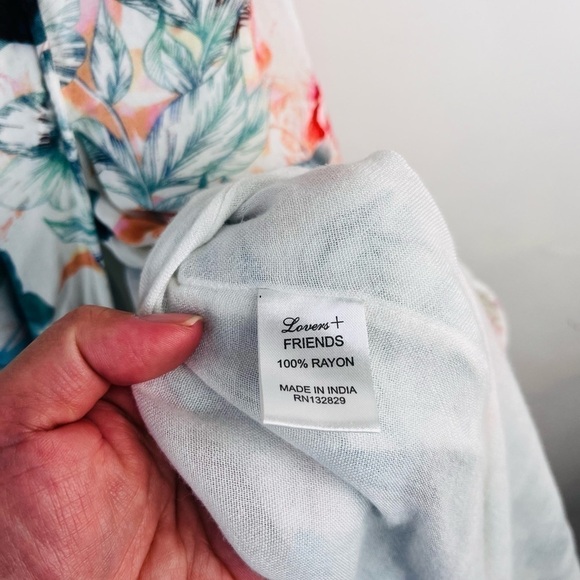 Lovers+
FRIENDS
100% RAYON
MADE IN INDIA
RN132829